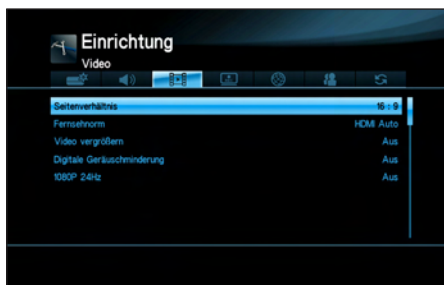 Einrichtung
Video
Seitenverhältnis 16 : 9
Fernsehnorm HDMI Auto
Video vergrößern Aus
Digitale Geräuschminderung Aus
1080P 24Hz Aus